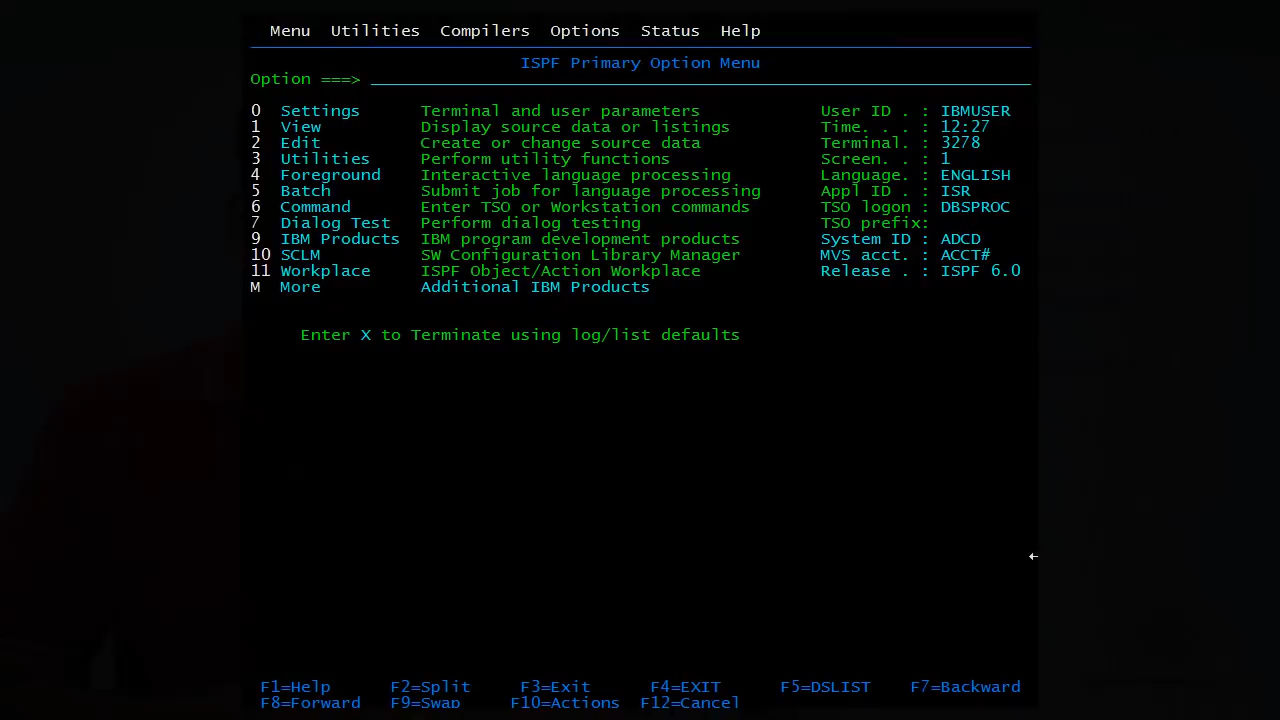 Menu Utilities Compilers Options Status Help
ISPF Primary Option Menu
Option ===>
0 Settings Terminal and user parameters User ID . : IBMUSER
1 View Display source data or listings Time. . . : 12:27
2 Edit Create or change source data Terminal. : 3278
3 Utilities Perform utility functions Screen. . : 1
4 Foreground Interactive language processing Language. : ENGLISH
5 Batch Submit job for language processing Appl ID . : ISR
6 Command Enter TSO or Workstation commands TSO logon : DBSPROC
7 Dialog Test Perform dialog testing TSO prefix:
9 IBM Products IBM program development products System ID : ADCD
10 SCLM SW Configuration Library Manager MVS acct. : ACCT#
11 Workplace ISPF Object/Action Workplace Release . : ISPF 6.0
M More Additional IBM Products
Enter X to Terminate using log/list defaults
F1=Help F2=Split F3=Exit F4=EXIT F5=DSLIST F7=Backward
F8=Forward F9=Swap F10=Actions F12=Cancel